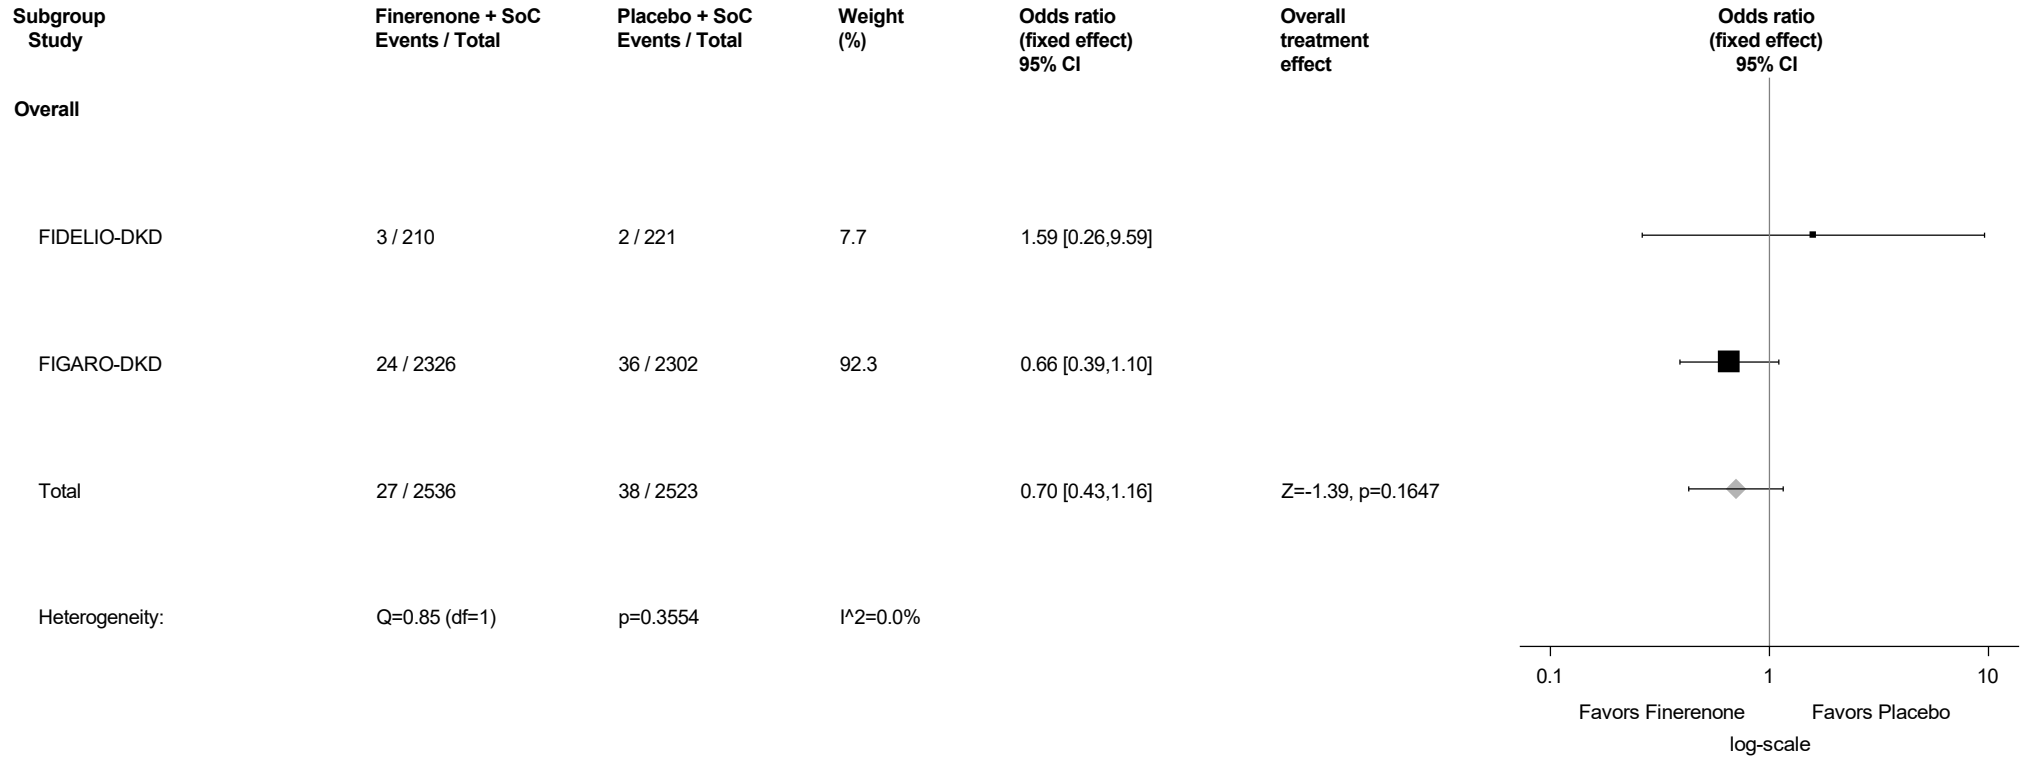 Subgroup Finerenone + SoC Placebo + SoC Weight Odds ratio Overall Odds ratio
Study Events / Total Events / Total (%) (fixed effect) treatment (fixed effect)
95% CI effect 95% CI
Overall
FIDELIO-DKD 3 / 210 2 / 221 7.7 1.59 [0.26,9.59]
FIGARO-DKD 24 / 2326 36 / 2302 92.3 0.66 [0.39,1.10]
Total 27 / 2536 38 / 2523 0.70 [0.43,1.16] Z=-1.39, p=0.1647
Heterogeneity: Q=0.85 (df=1) p=0.3554 I^2=0.0%
0.1 1 10
Favors Finerenone Favors Placebo
log-scale